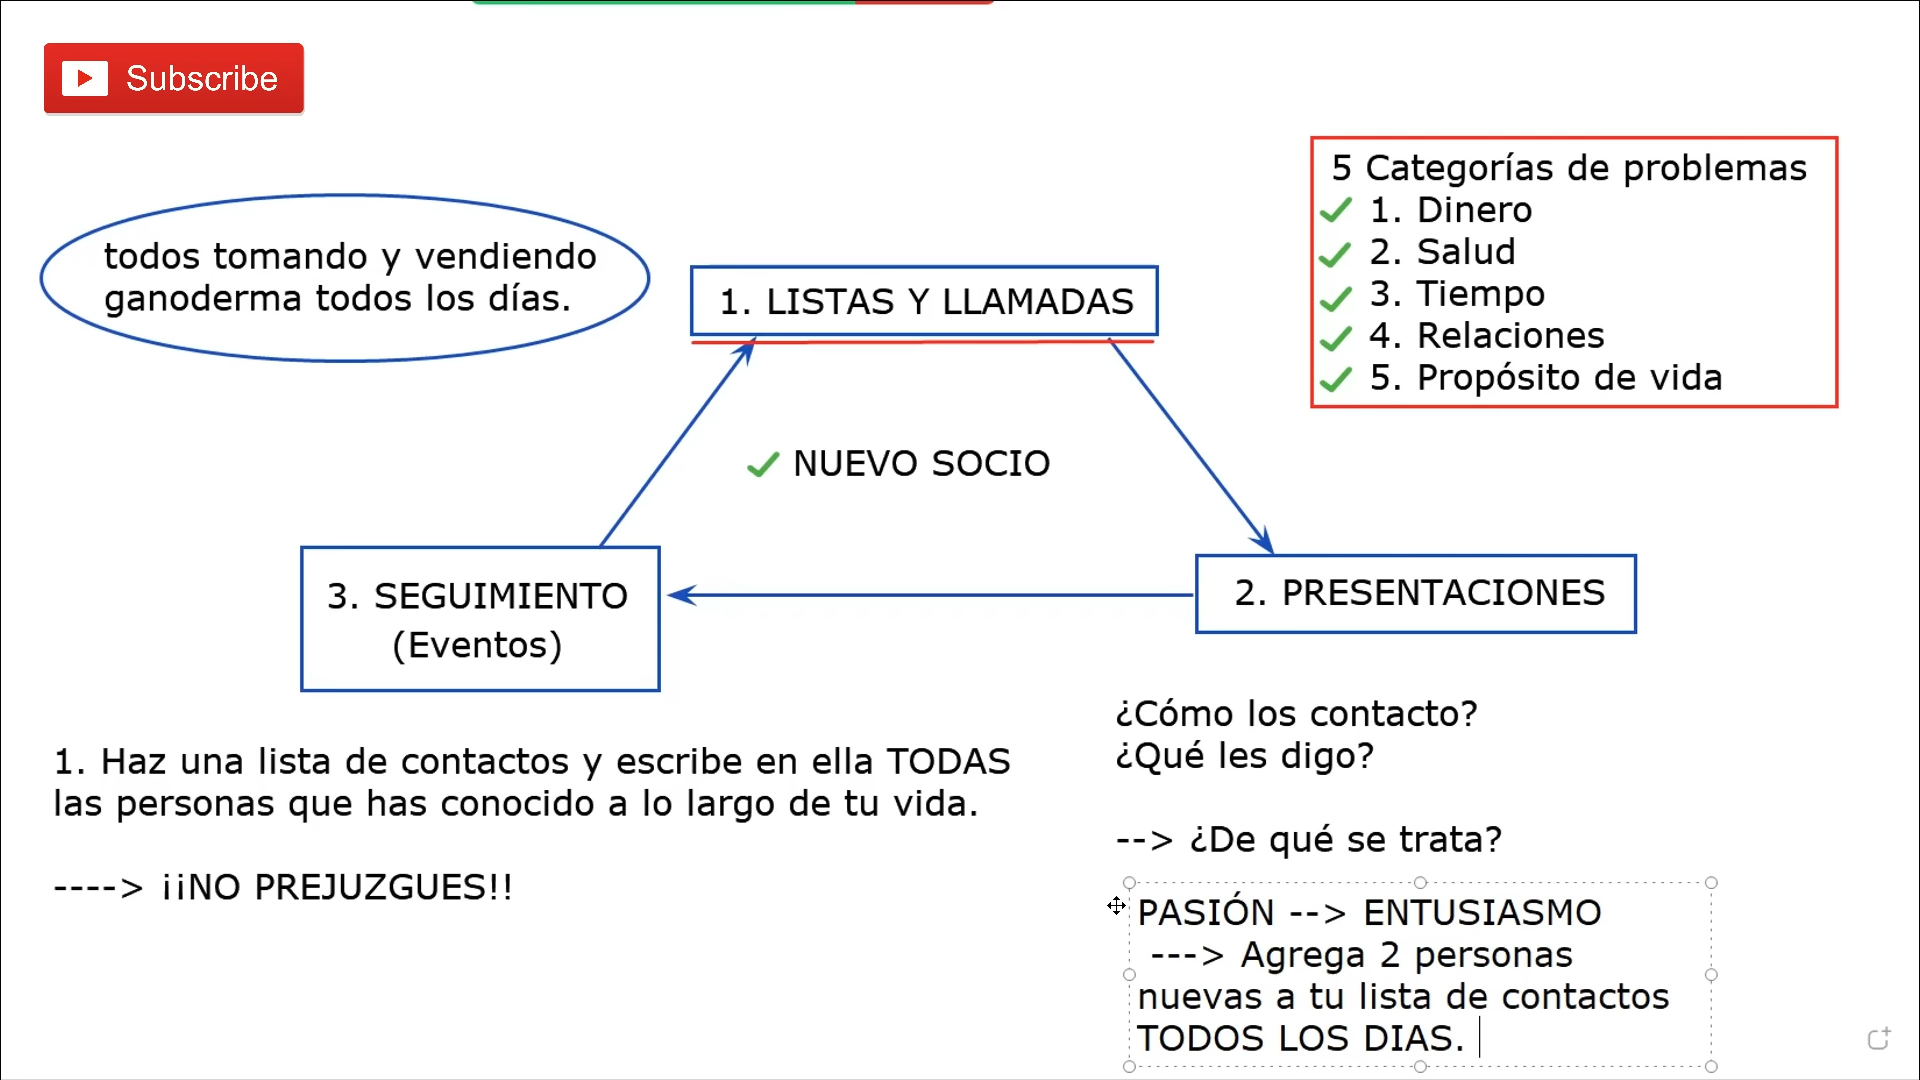 Subscribe
todos tomando y vendiendo
ganoderma todos los días.
1. LISTAS Y LLAMADAS
5 Categorías de problemas
1. Dinero
2. Salud
3. Tiempo
4. Relaciones
5. Propósito de vida
NUEVO SOCIO
3. SEGUIMIENTO
(Eventos)
2. PRESENTACIONES
1. Haz una lista de contactos y escribe en ella TODAS
las personas que has conocido a lo largo de tu vida.
----> ¡¡NO PREJUZGUES!!
¿Cómo los contacto?
¿Qué les digo?
--> ¿De qué se trata?
PASIÓN --> ENTUSIASMO
---> Agrega 2 personas
nuevas a tu lista de contactos
TODOS LOS DIAS.